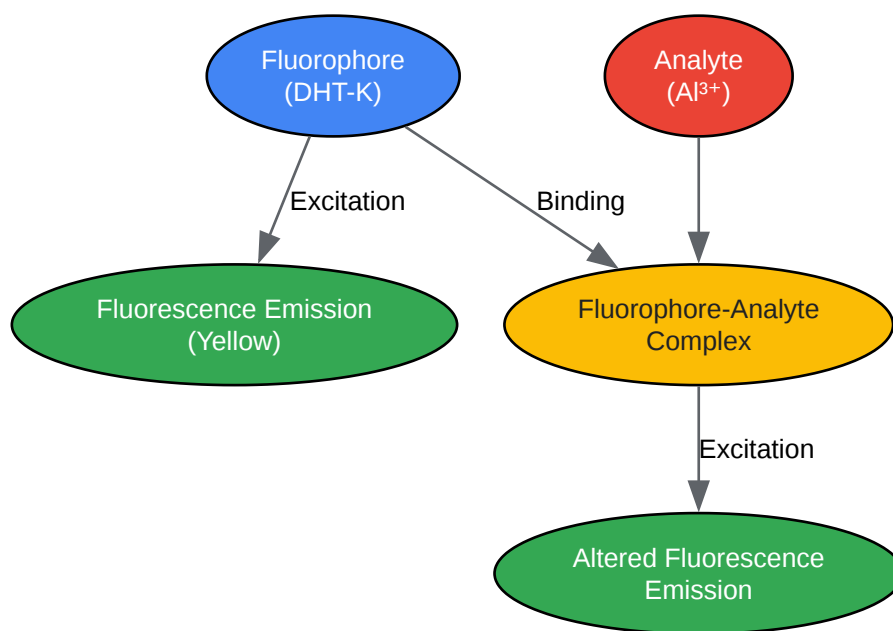 Fluorophore
(DHT-K)
Analyte
(Al³⁺)
Excitation
Binding
Fluorescence Emission
(Yellow)
Fluorophore-Analyte
Complex
Excitation
Altered Fluorescence
Emission